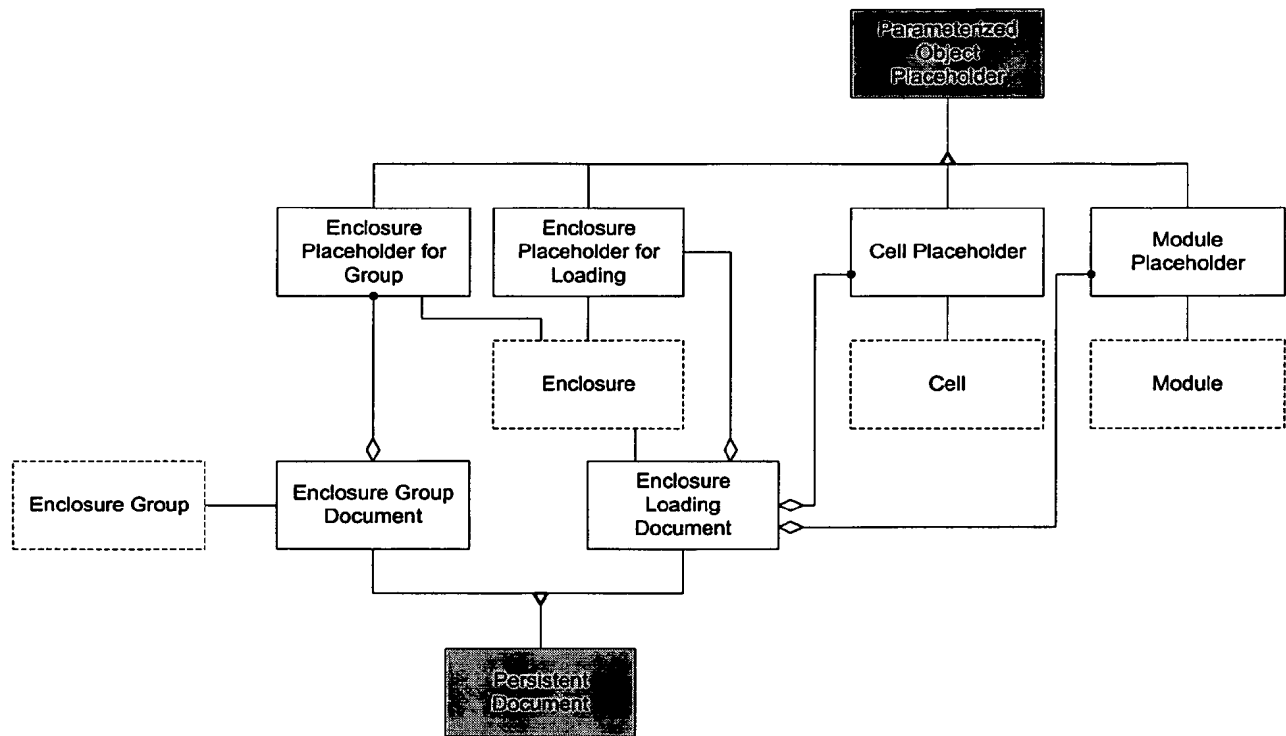 Parameterized
Object
Placeholder
Enclosure
Placeholder for
Group
Enclosure
Placeholder for
Loading
Cell Placeholder
Module
Placeholder
Enclosure
Cell
Module
Enclosure Group
Enclosure Group
Document
Enclosure
Loading
Document
Persistent
Document